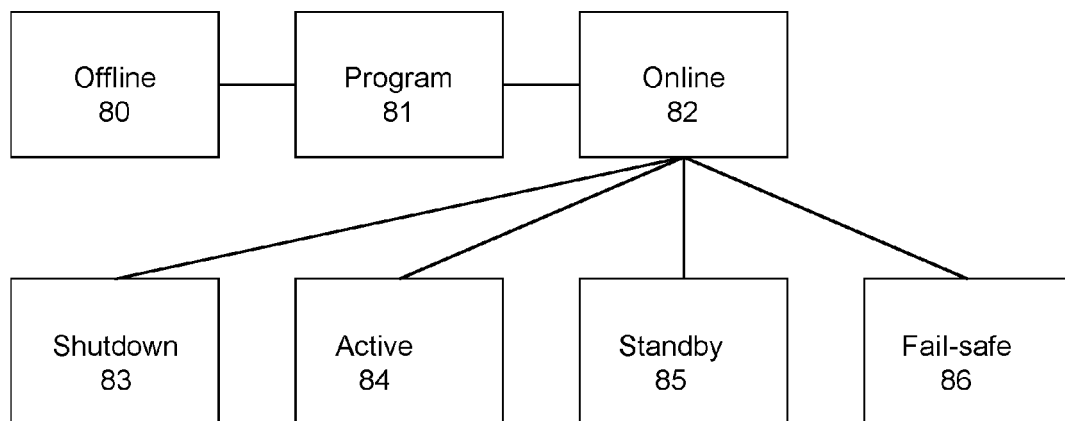 Offline
80
Program
81
Online
82
Shutdown
83
Active
84
Standby
85
Fail-safe
86